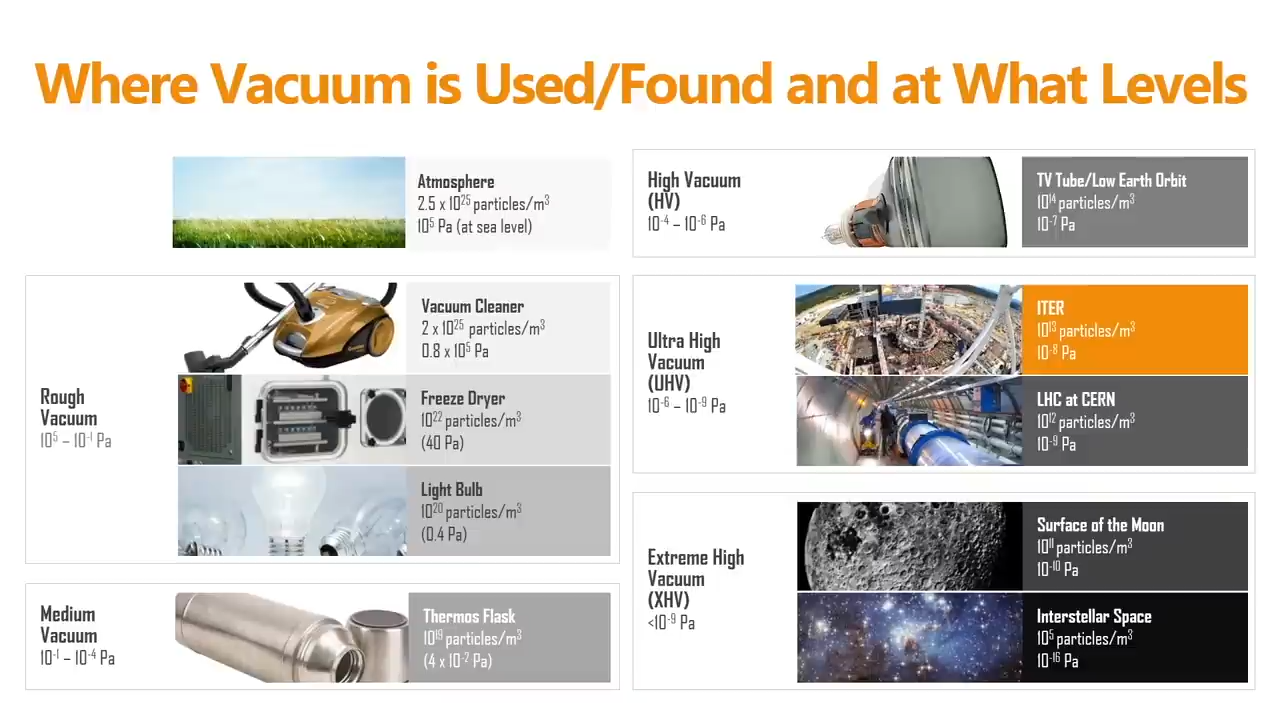 Where Vacuum is Used/Found and at What Levels
Atmosphere
2.5 x 10²⁵ particles/m³
10⁵ Pa (at sea level)
Rough
Vacuum
10⁵ – 10⁻¹ Pa
Vacuum Cleaner
2 x 10²⁵ particles/m³
0.8 x 10⁵ Pa
Freeze Dryer
10²² particles/m³
(40 Pa)
Light Bulb
10²⁰ particles/m³
(0.4 Pa)
Medium
Vacuum
10⁻¹ – 10⁻⁴ Pa
Thermos Flask
10¹⁹ particles/m³
(4 x 10⁻² Pa)
High Vacuum
(HV)
10⁻⁴ – 10⁻⁶ Pa
TV Tube/Low Earth Orbit
10¹⁴ particles/m³
10⁻⁷ Pa
Ultra High
Vacuum
(UHV)
10⁻⁶ – 10⁻⁹ Pa
ITER
10¹³ particles/m³
10⁻⁸ Pa
LHC at CERN
10¹² particles/m³
10⁻⁹ Pa
Extreme High
Vacuum
(XHV)
<10⁻⁹ Pa
Surface of the Moon
10¹¹ particles/m³
10⁻¹⁰ Pa
Interstellar Space
10⁵ particles/m³
10⁻¹⁶ Pa